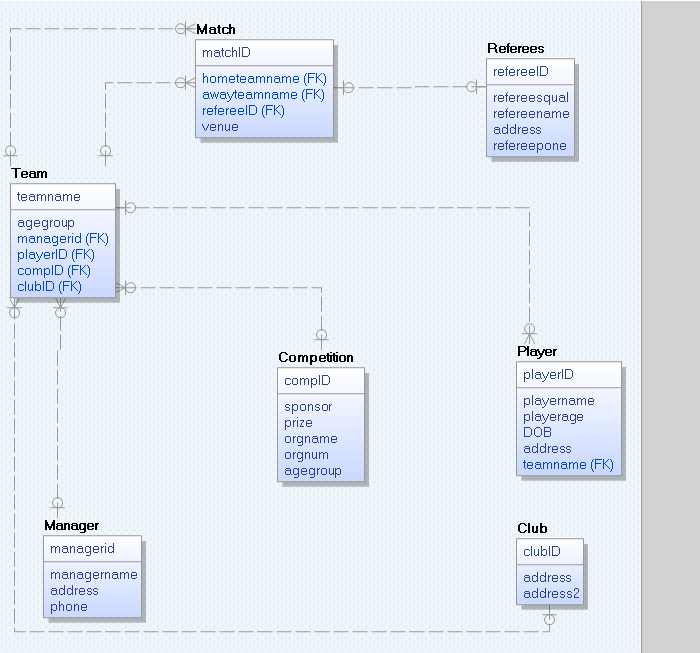 Match
matchID
hometeamname (FK)
awayteamname (FK)
refereeID (FK)
venue
Referees
refereeID
refereesqual
refereename
address
refereepone
Team
teamname
agegroup
managerid (FK)
playerID (FK)
compID (FK)
clubID (FK)
Competition
compID
sponsor
prize
orgname
orgnum
agegroup
Player
playerID
playername
playerage
DOB
address
teamname (FK)
Manager
managerid
managername
address
phone
Club
clubID
address
address2